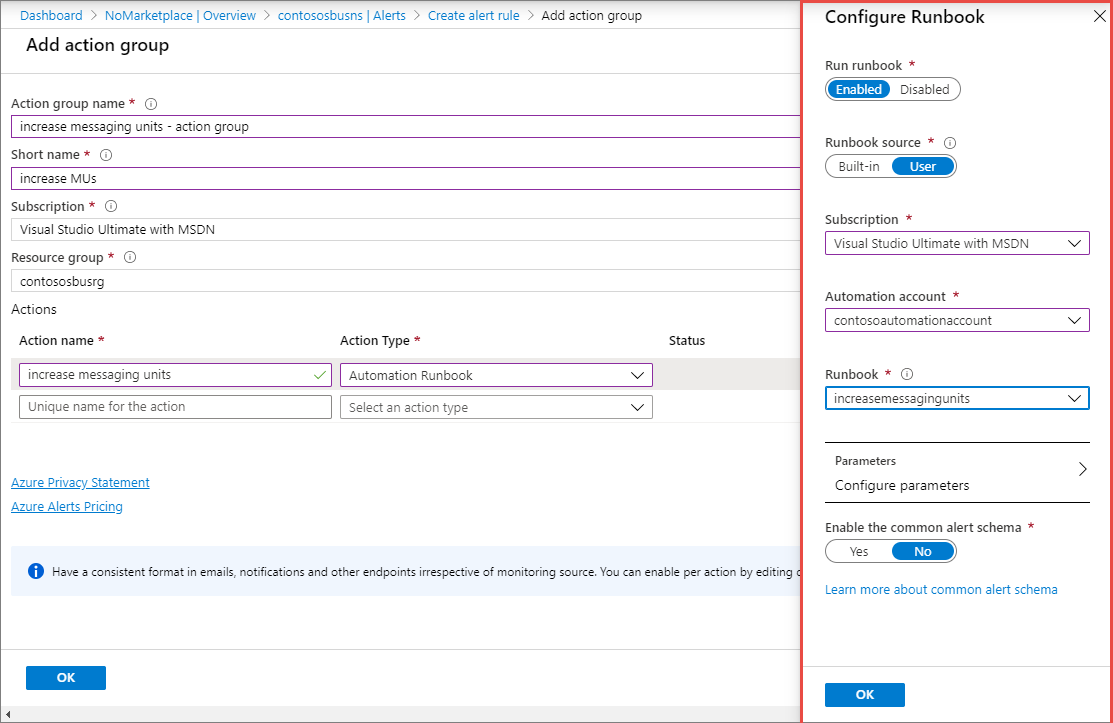 Dashboard > NoMarketplace | Overview > contososbusns | Alerts > Create alert rule > Add action group
Add action group
Action group name *
increase messaging units - action group
Short name *
increase MUs
Subscription *
Visual Studio Ultimate with MSDN
Resource group *
contososbusrg
Actions
Action name * Action Type * Status
increase messaging units Automation Runbook
Unique name for the action Select an action type
Azure Privacy Statement
Azure Alerts Pricing
Have a consistent format in emails, notifications and other endpoints irrespective of monitoring source. You can enable per action by editing
OK
Configure Runbook
Run runbook *
Enabled Disabled
Runbook source *
Built-in User
Subscription *
Visual Studio Ultimate with MSDN
Automation account *
contosoautomationaccount
Runbook *
increasemessagingunits
Parameters
Configure parameters
Enable the common alert schema *
Yes No
Learn more about common alert schema
OK